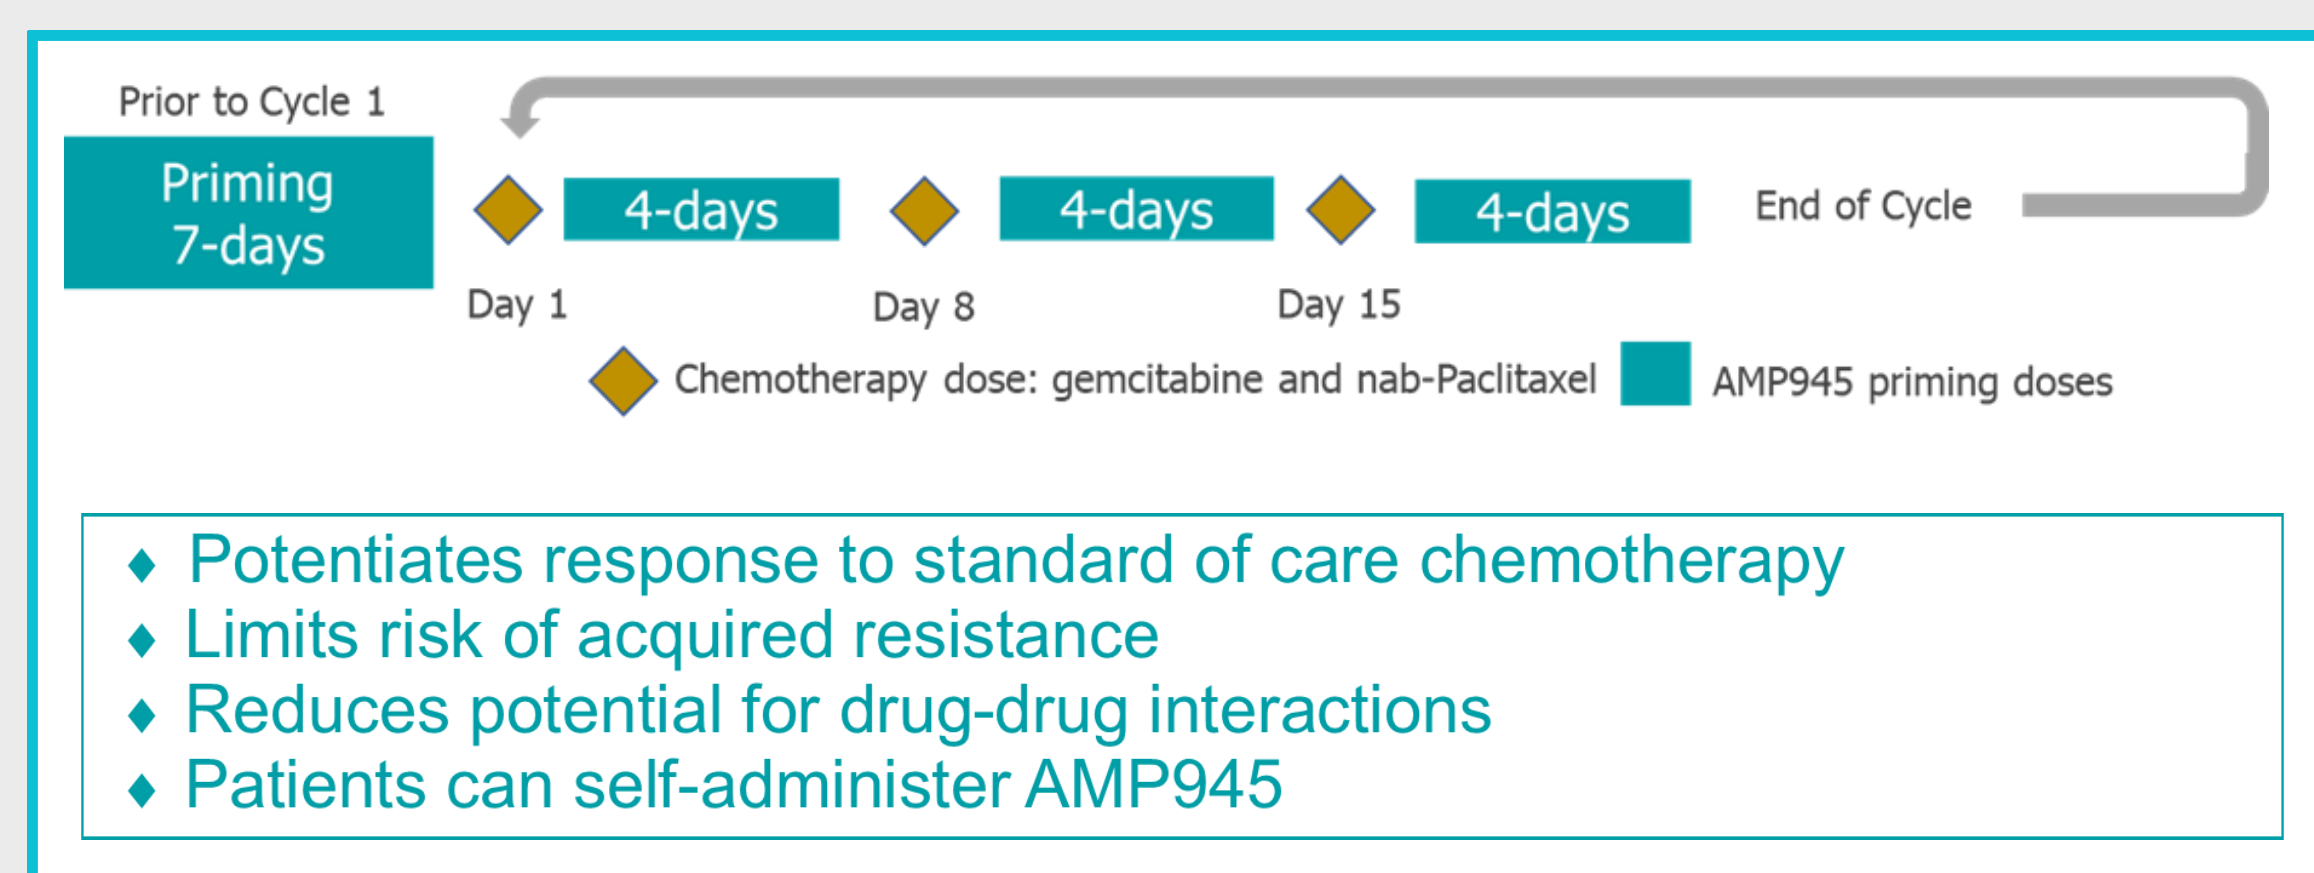 Prior to Cycle 1
Priming
7-days
4-days
4-days
4-days
End of Cycle
Day 1
Day 8
Day 15
Chemotherapy dose: gemcitabine and nab-Paclitaxel
AMP945 priming doses
♦ Potentiates response to standard of care chemotherapy
♦ Limits risk of acquired resistance
♦ Reduces potential for drug-drug interactions
♦ Patients can self-administer AMP945